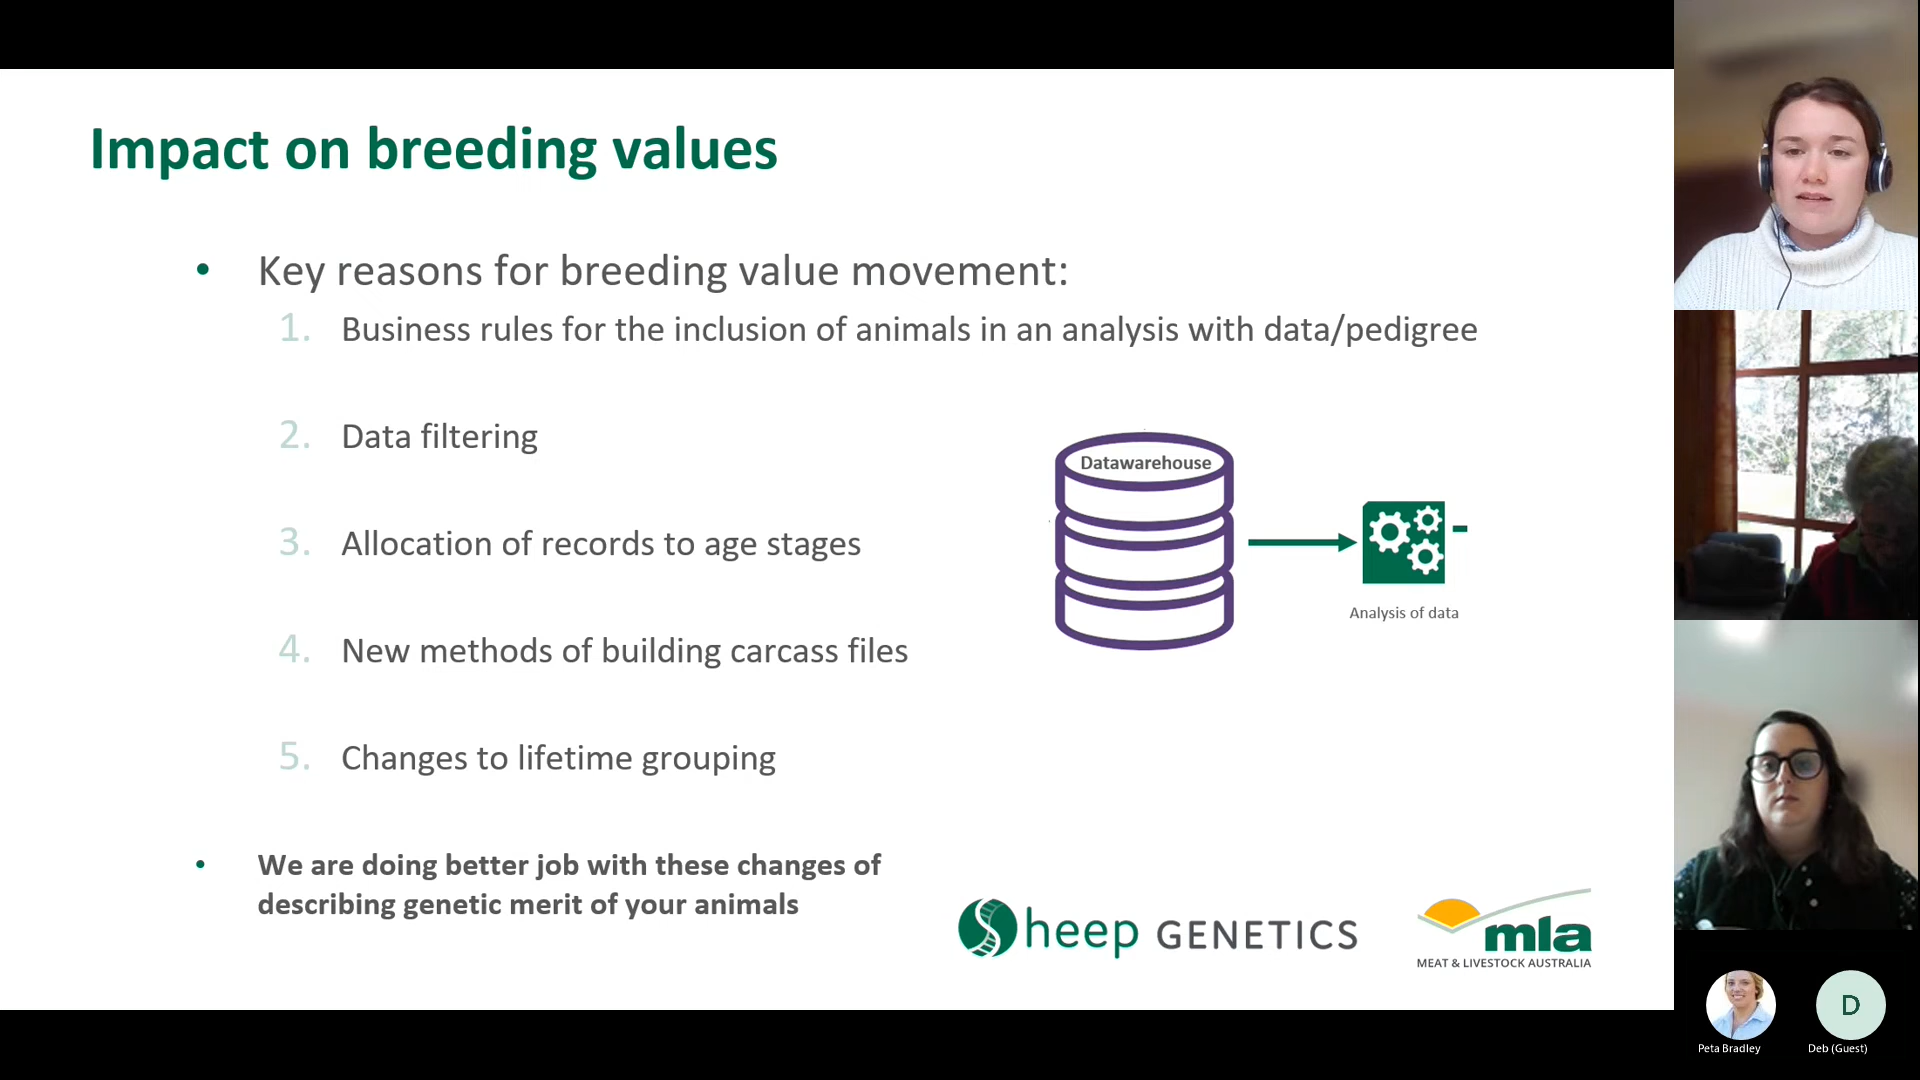 Impact on breeding values
• Key reasons for breeding value movement:
1. Business rules for the inclusion of animals in an analysis with data/pedigree
2. Data filtering
3. Allocation of records to age stages
4. New methods of building carcass files
5. Changes to lifetime grouping
• We are doing better job with these changes of
describing genetic merit of your animals
Datawarehouse
Analysis of data
Sheep GENETICS
mla
MEAT & LIVESTOCK AUSTRALIA
D
Peta Bradley
Deb (Guest)